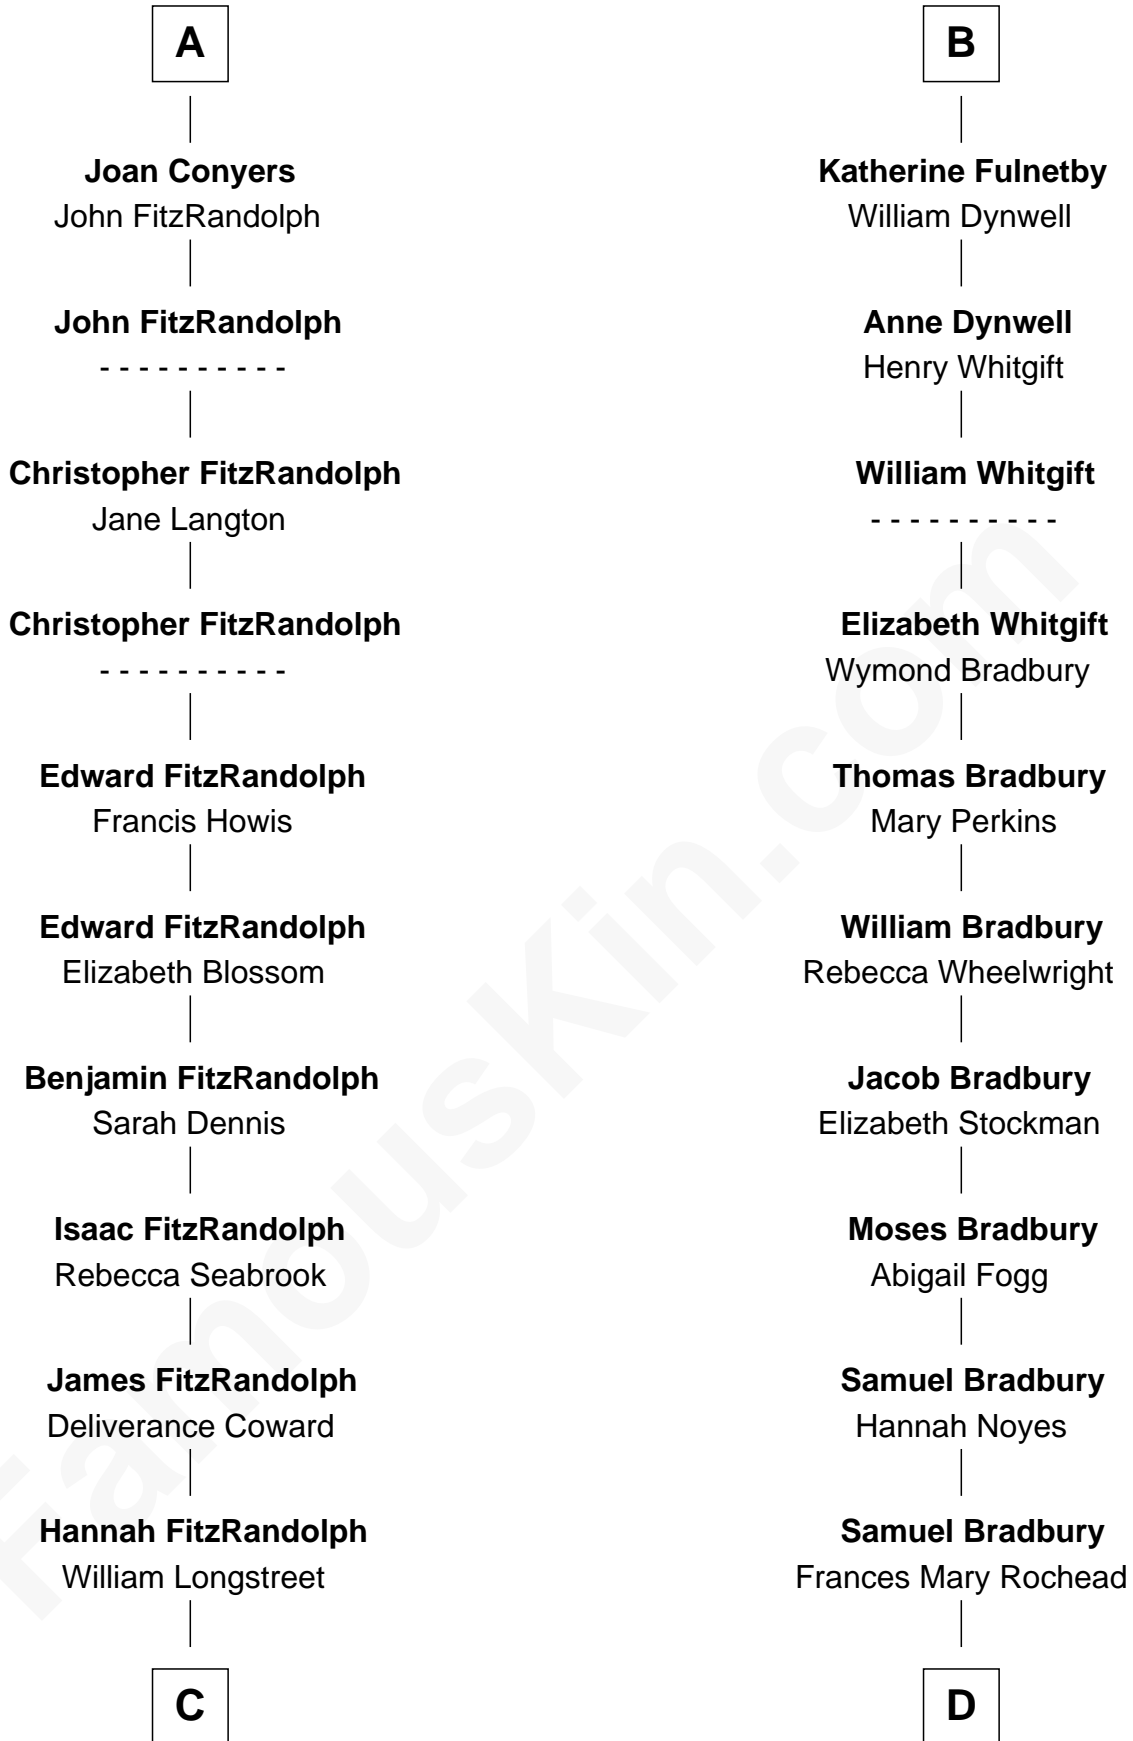 A
Joan Conyers
John FitzRandolph
John FitzRandolph
- - - - - - - - - -
Christopher FitzRandolph
Jane Langton
Christopher FitzRandolph
- - - - - - - - - -
Edward FitzRandolph
Francis Howis
Edward FitzRandolph
Elizabeth Blossom
Benjamin FitzRandolph
Sarah Dennis
Isaac FitzRandolph
Rebecca Seabrook
James FitzRandolph
Deliverance Coward
Hannah FitzRandolph
William Longstreet
C
B
Katherine Fulnetby
William Dynwell
Anne Dynwell
Henry Whitgift
William Whitgift
- - - - - - - - - -
Elizabeth Whitgift
Wymond Bradbury
Thomas Bradbury
Mary Perkins
William Bradbury
Rebecca Wheelwright
Jacob Bradbury
Elizabeth Stockman
Moses Bradbury
Abigail Fogg
Samuel Bradbury
Hannah Noyes
Samuel Bradbury
Frances Mary Rochead
D
FamousKin.com